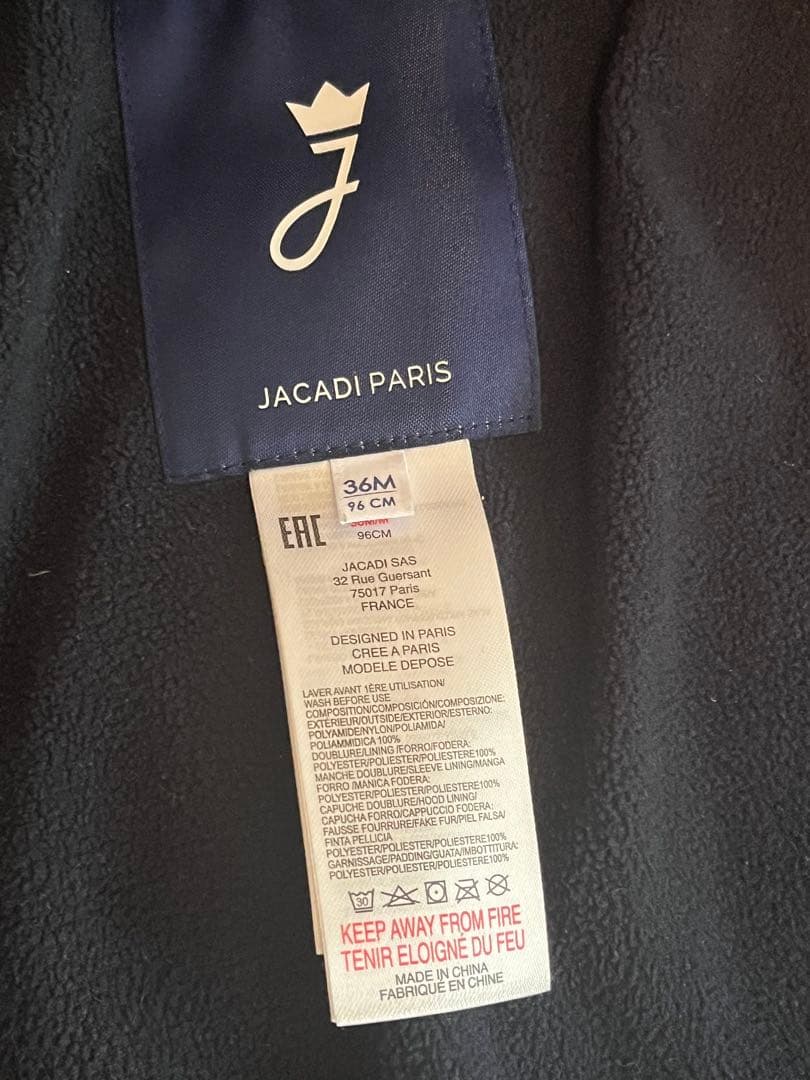 J
JACADI PARIS
36M
96 CM
EAC
96CM
JACADI SAS
32 Rue Guersant
75017 Paris
FRANCE
DESIGNED IN PARIS
CREE A PARIS
MODELE DEPOSE
LAVER AVANT 1ÈRE UTILISATION/
WASH BEFORE USE
COMPOSITION/COMPOSICIÓN/COMPOSIZIONE:
EXTÉRIEUR/OUTSIDE/EXTERIOR/ESTERNO:
POLYAMIDE/NYLON/POLIAMIDA/
POLIAMMIDICA 100%
DOUBLURE/LINING /FORRO/FODERA:
POLYESTER/POLIESTER/POLIESTERE100%
MANCHE DOUBLURE/SLEEVE LINING/MANGA
FORRO /MANICA FODERA:
POLYESTER/POLIESTER/POLIESTERE100%
CAPUCHE DOUBLURE/HOOD LINING/
CAPUCHA FORRO/CAPPUCCIO FODERA:
FAUSSE FOURRURE/FAKE FUR/PIEL FALSA/
FINTA PELLICIA
POLYESTER/POLIESTER/POLIESTERE100%
GARNISSAGE/PADDING/GUATA/IMBOTTITURA:
POLYESTER/POLIESTER/POLIESTERE100%
30
KEEP AWAY FROM FIRE
TENIR ELOIGNÉ DU FEU
MADE IN CHINA
FABRIQUÉ EN CHINE